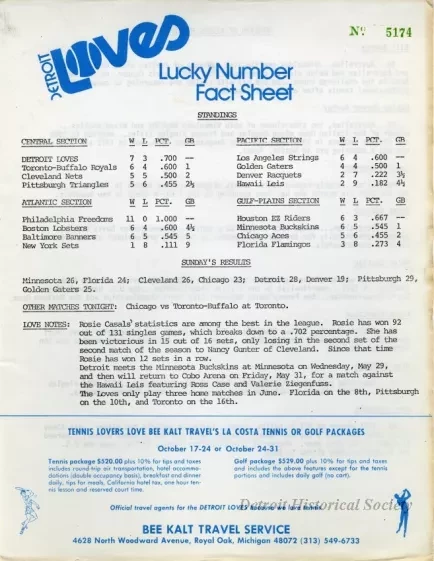 Nº 5174
DETROIT LOVES
Lucky Number
Fact Sheet
STANDINGS
CENTRAL SECTION W L PCT. GB
DETROIT LOVES 7 3 .700 --
Toronto-Buffalo Royals 6 4 .600 1
Cleveland Nets 5 5 .500 2
Pittsburgh Triangles 5 6 .455 2½
PACIFIC SECTION W L PCT. GB
Los Angeles Strings 6 4 .600 --
Golden Gaters 4 4 .500 1
Denver Racquets 2 7 .222 3½
Hawaii Leis 2 9 .182 4½
ATLANTIC SECTION W L PCT. GB
Philadelphia Freedoms 11 0 1.000 --
Boston Lobsters 6 4 .600 4½
Baltimore Banners 6 5 .545 5
New York Sets 1 8 .111 9
GULF-PLAINS SECTION W L PCT. GB
Houston EZ Riders 6 3 .667 --
Minnesota Buckskins 6 5 .545 1
Chicago Aces 5 6 .455 2
Florida Flamingos 3 8 .273 4
SUNDAY'S RESULTS
Minnesota 26, Florida 24; Cleveland 26, Chicago 23; Detroit 28, Denver 19; Pittsburgh 29,
Golden Gaters 25.
OTHER MATCHES TONIGHT: Chicago vs Toronto-Buffalo at Toronto.
LOVE NOTES: Rosie Casals' statistics are among the best in the league. Rosie has won 92
out of 131 singles games, which breaks down to a .702 percentage. She has
been victorious in 15 out of 16 sets, only losing in the second set of the
second match of the season to Nancy Gunter of Cleveland. Since that time
Rosie has won 12 sets in a row.
Detroit meets the Minnesota Buckskins at Minnesota on Wednesday, May 29,
and then will return to Cobo Arena on Friday, May 31, for a match against
the Hawaii Leis featuring Ross Case and Valerie Ziegenfuss.
The Loves only play three home matches in June. Florida on the 8th, Pittsburgh
on the 10th, and Toronto on the 16th.
TENNIS LOVERS LOVE BEE KALT TRAVEL'S LA COSTA TENNIS OR GOLF PACKAGES
October 17-24 or October 24-31
Tennis package $520.00 plus 10% for tips and taxes
includes round-trip air transportation, hotel accommo-
dations (double occupancy basis), breakfast and dinner
daily, tips for meals, California hotel tax, one hour ten-
nis lesson and reserved court time.
Golf package $529.00 plus 10% for tips and taxes
and includes the above features except for the tennis
portions and includes daily golf (no cart).
Official travel agents for the DETROIT LOVES because we love tennis.
Detroit Historical Society
BEE KALT TRAVEL SERVICE
4628 North Woodward Avenue, Royal Oak, Michigan 48072 (313) 549-6733